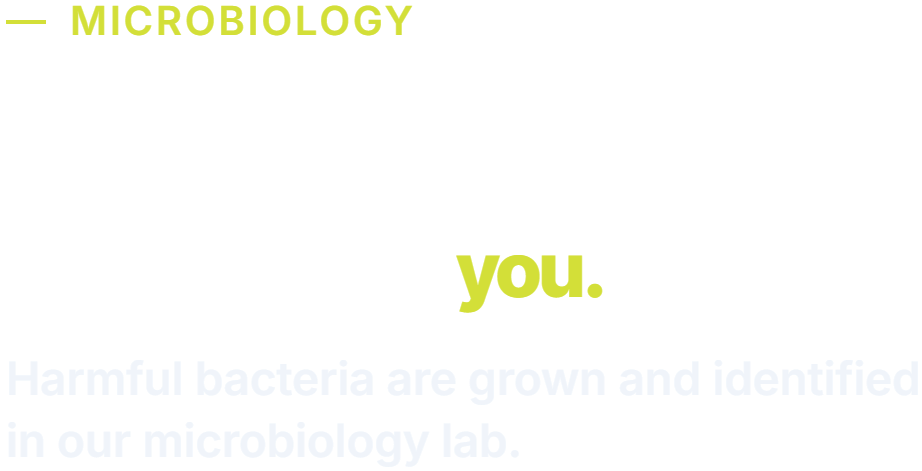 — MICROBIOLOGY
you.
Harmful bacteria are grown and identified
in our microbiology lab.